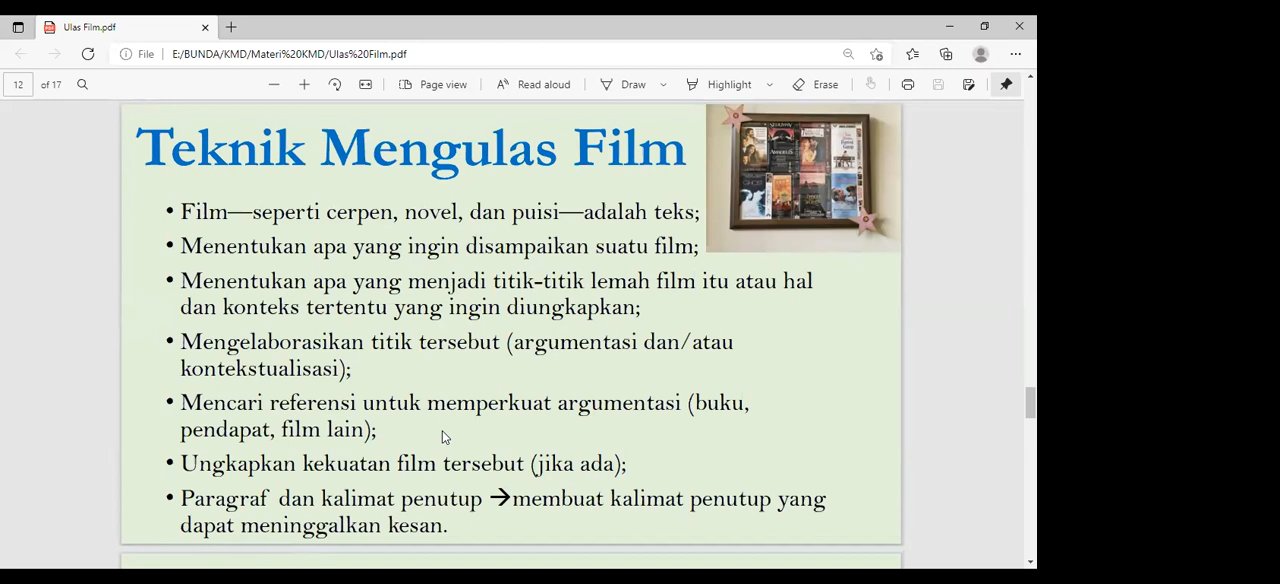 Ulas Film.pdf
File E:/BUNDA/KMD/Materi%20KMD/Ulas%20Film.pdf
12 of 17 Page view Read aloud Draw Highlight Erase
Teknik Mengulas Film
• Film—seperti cerpen, novel, dan puisi—adalah teks;
• Menentukan apa yang ingin disampaikan suatu film;
• Menentukan apa yang menjadi titik-titik lemah film itu atau hal
dan konteks tertentu yang ingin diungkapkan;
• Mengelaborasikan titik tersebut (argumentasi dan/atau
kontekstualisasi);
• Mencari referensi untuk memperkuat argumentasi (buku,
pendapat, film lain);
• Ungkapkan kekuatan film tersebut (jika ada);
• Paragraf dan kalimat penutup →membuat kalimat penutup yang
dapat meninggalkan kesan.